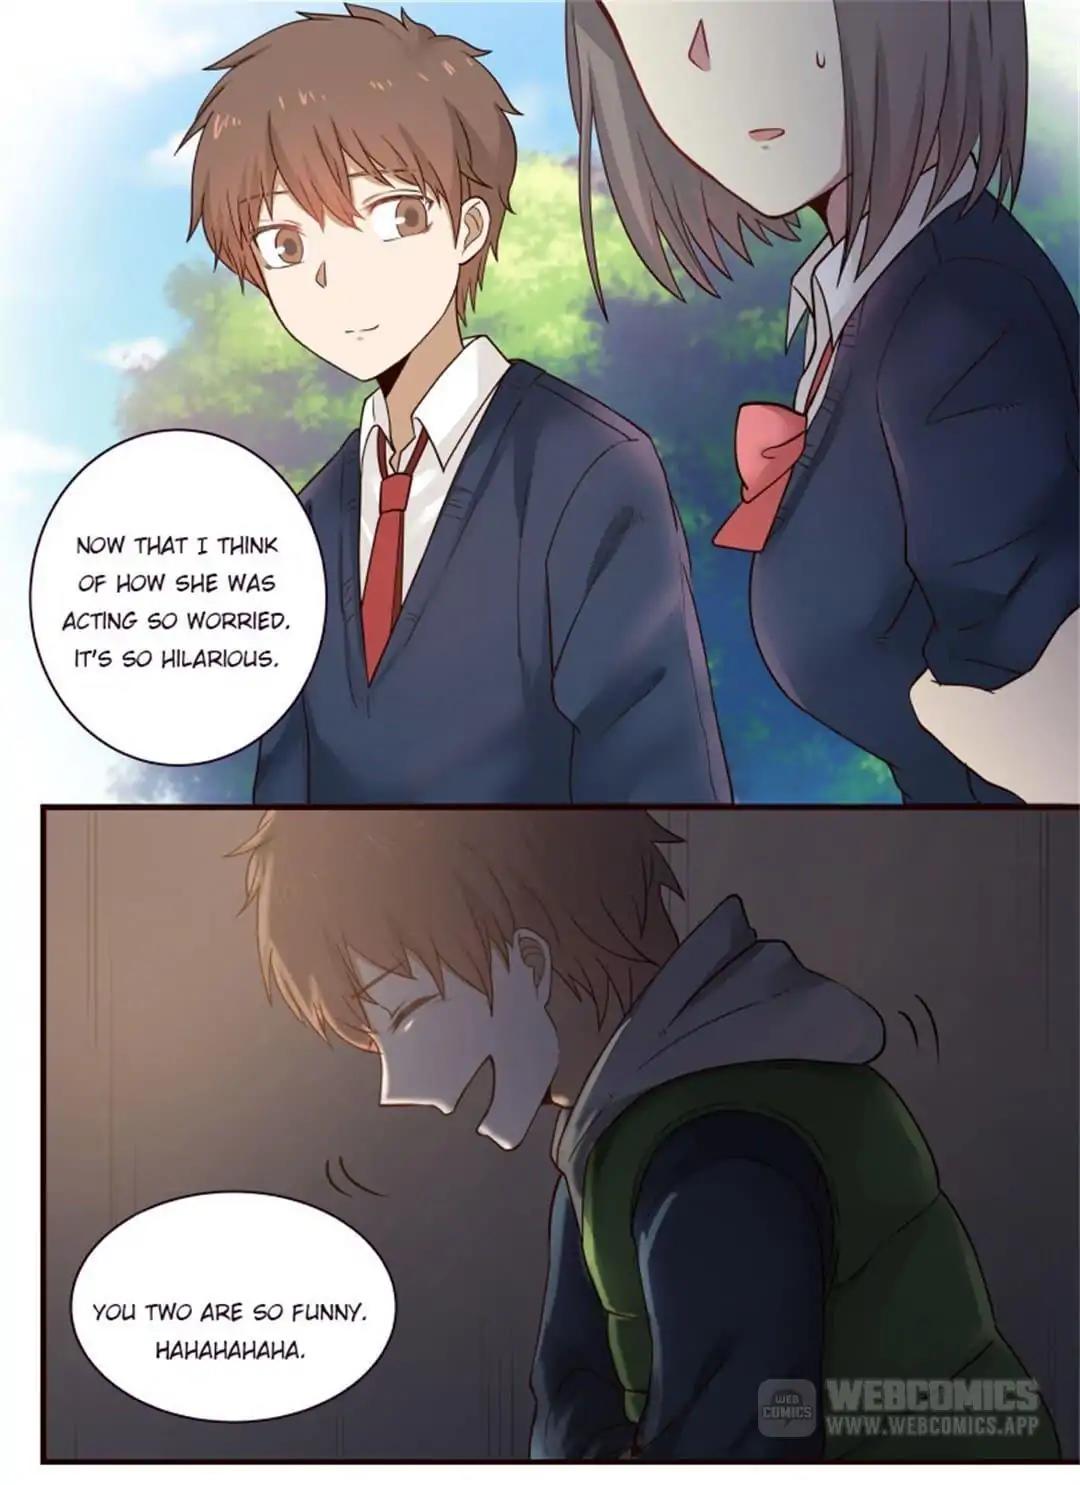 NOW THAT I THINK
OF HOW SHE WAS
ACTING SO WORRIED.
IT'S SO HILARIOUS.
YOU TWO ARE SO FUNNY.
HAHAHAHAHA.
WEB
COMICS
WEBCOMICS
WWW.WEBCOMICS.APP